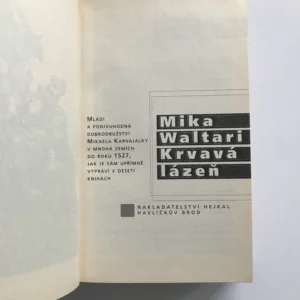 Mládí
a podivuhodná
dobrodružství
Mikaela Karvajalky
v mnoha zemích
do roku 1527,
jak je sám upřímně
vypráví v deseti
knihách
Mika
Waltari
Krvavá
lázeň
NAKLADATELSTVÍ HEJKAL
HAVLÍČKŮV BROD